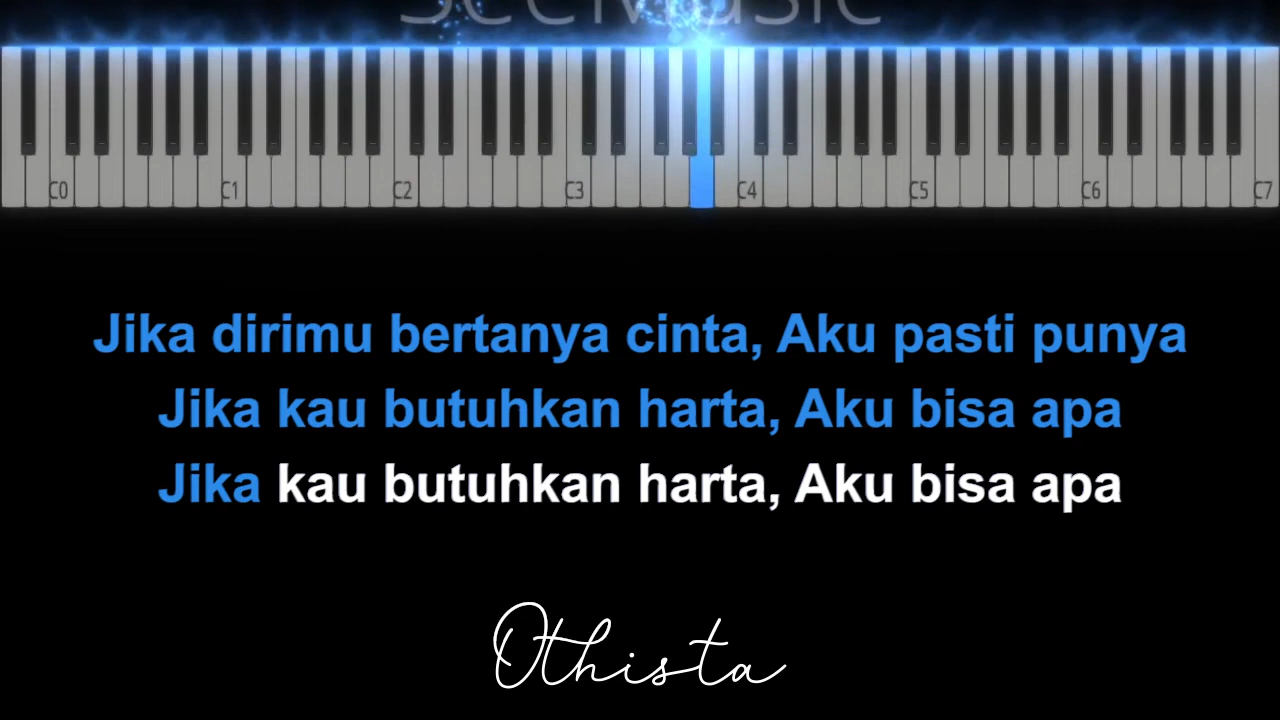 SeeMusic
C0 C1 C2 C3 C4 C5 C6 C7
Jika dirimu bertanya cinta, Aku pasti punya
Jika kau butuhkan harta, Aku bisa apa
Jika kau butuhkan harta, Aku bisa apa
Othista